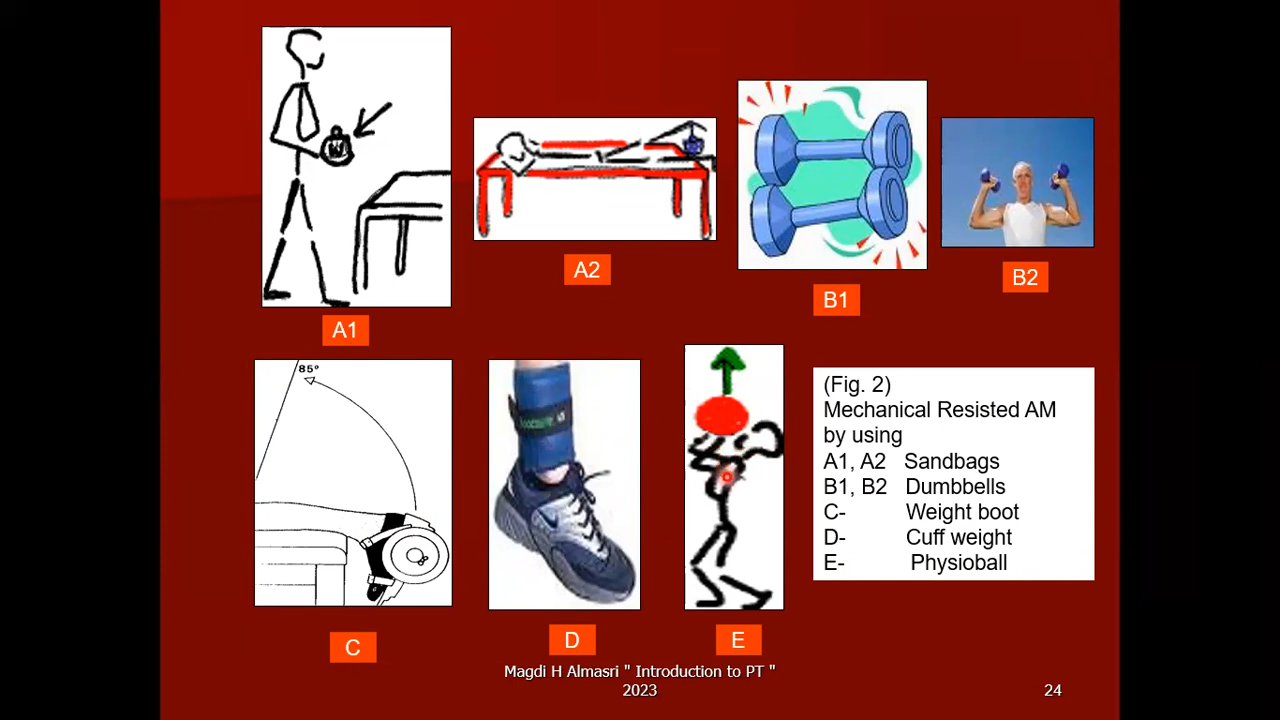 A1
A2
B1
B2
85°
C
D
E
(Fig. 2)
Mechanical Resisted AM
by using
A1, A2 Sandbags
B1, B2 Dumbbells
C- Weight boot
D- Cuff weight
E- Physioball
Magdi H Almasri " Introduction to PT "
2023
24